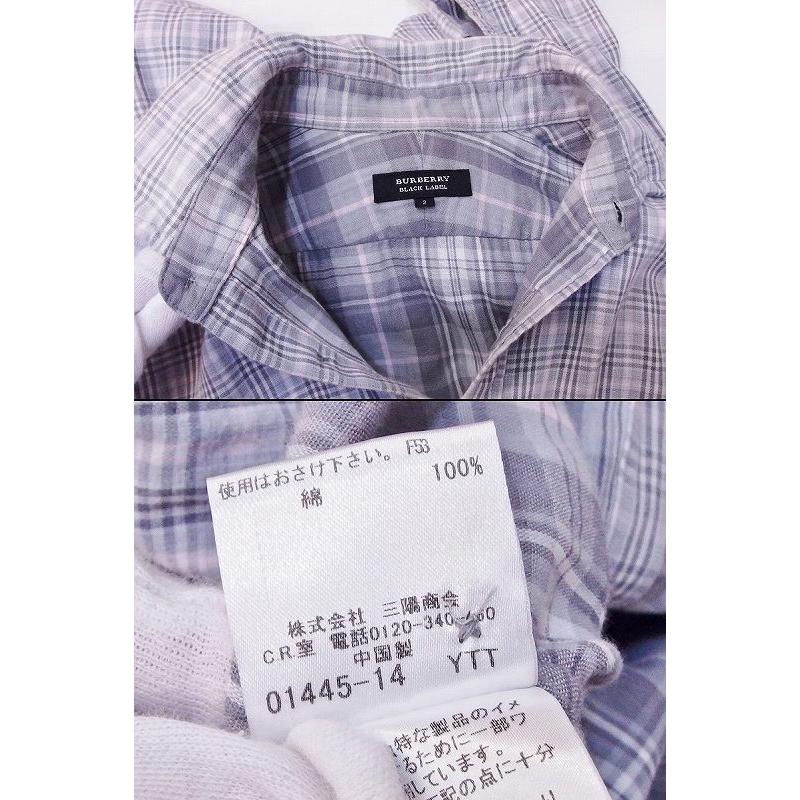 BURBERRY
BLACK LABEL
2
使用はおさけ下さい。 F53
綿 100%
株式会社 三陽商会
C.R.室 電話0120-340-460
中国製
01445-14 YTT
特な製品のイメ
るために一部ワ
しています。
下記の点に十分